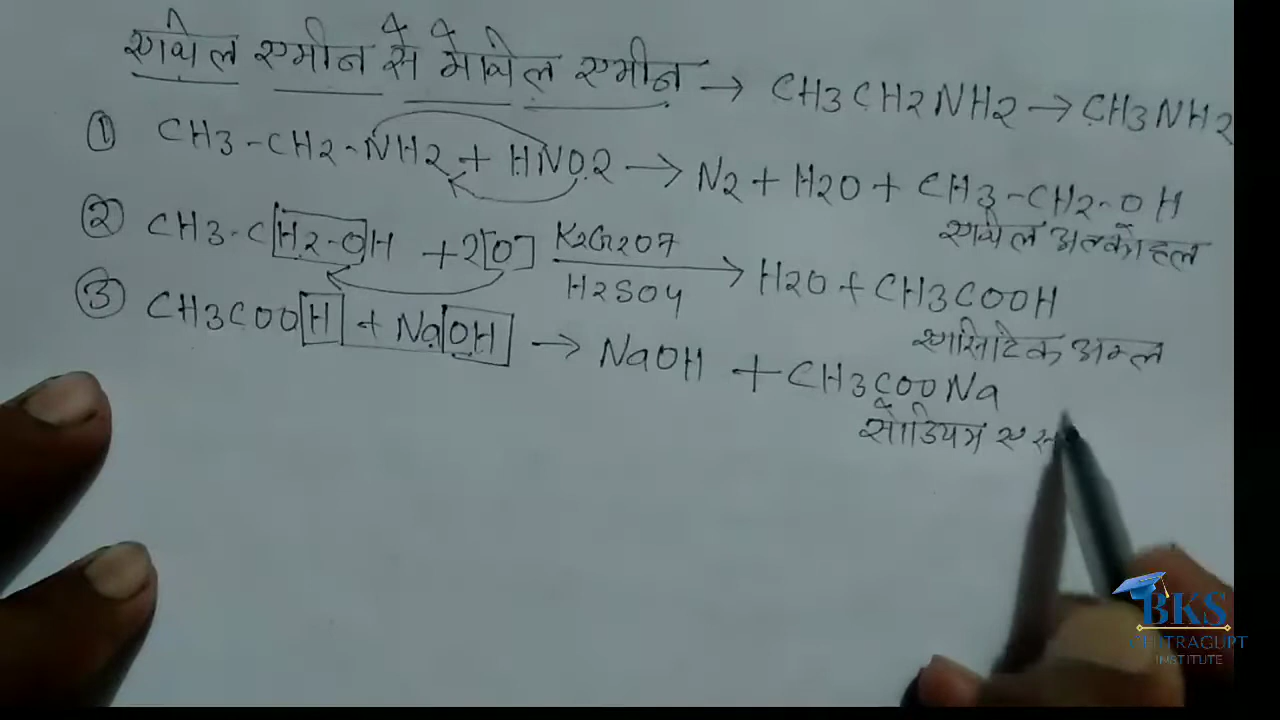 एथिल एमीन से मेथिल एमीन → CH3CH2NH2 → CH3NH2
① CH3-CH2-NH2 + HNO2 → N2 + H2O + CH3-CH2-OH
एथिल अल्कोहल
② CH3-CH2-OH + 2[O] K2Cr2O7 H2SO4 → H2O + CH3COOH
एसिटिक अम्ल
③ CH3COOH + NaOH → NaOH + CH3COONa
सोडियम एस
BKS
CHITRAGUPT
INSTITUTE